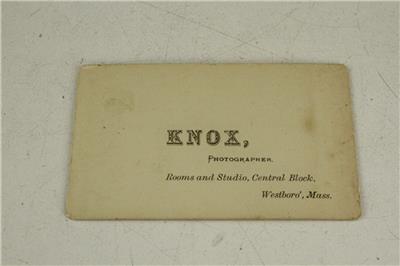 KNOX,
PHOTOGRAPHER.
Rooms and Studio, Central Block,
Westboro', Mass.